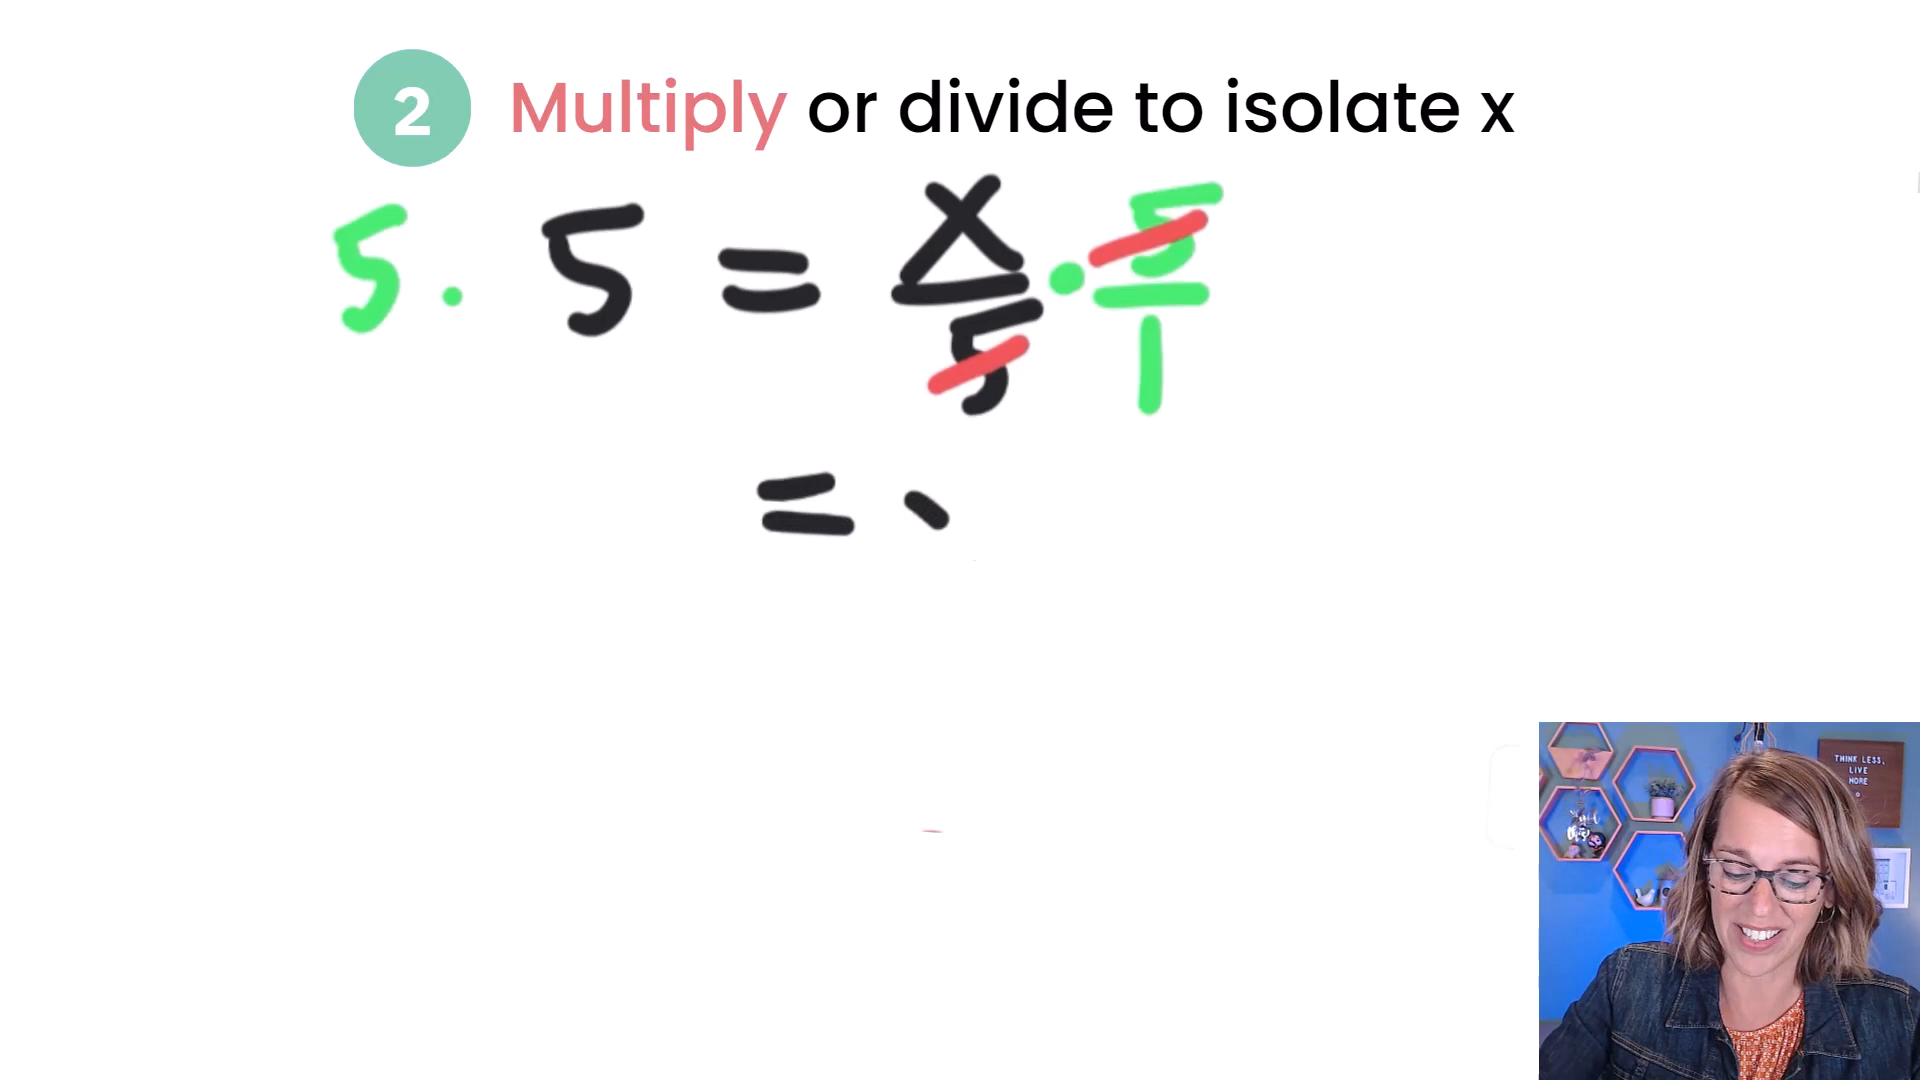 2 Multiply or divide to isolate x
5 · 5 = x/5 · 5/1
=
THINK LESS,
LIVE
MORE